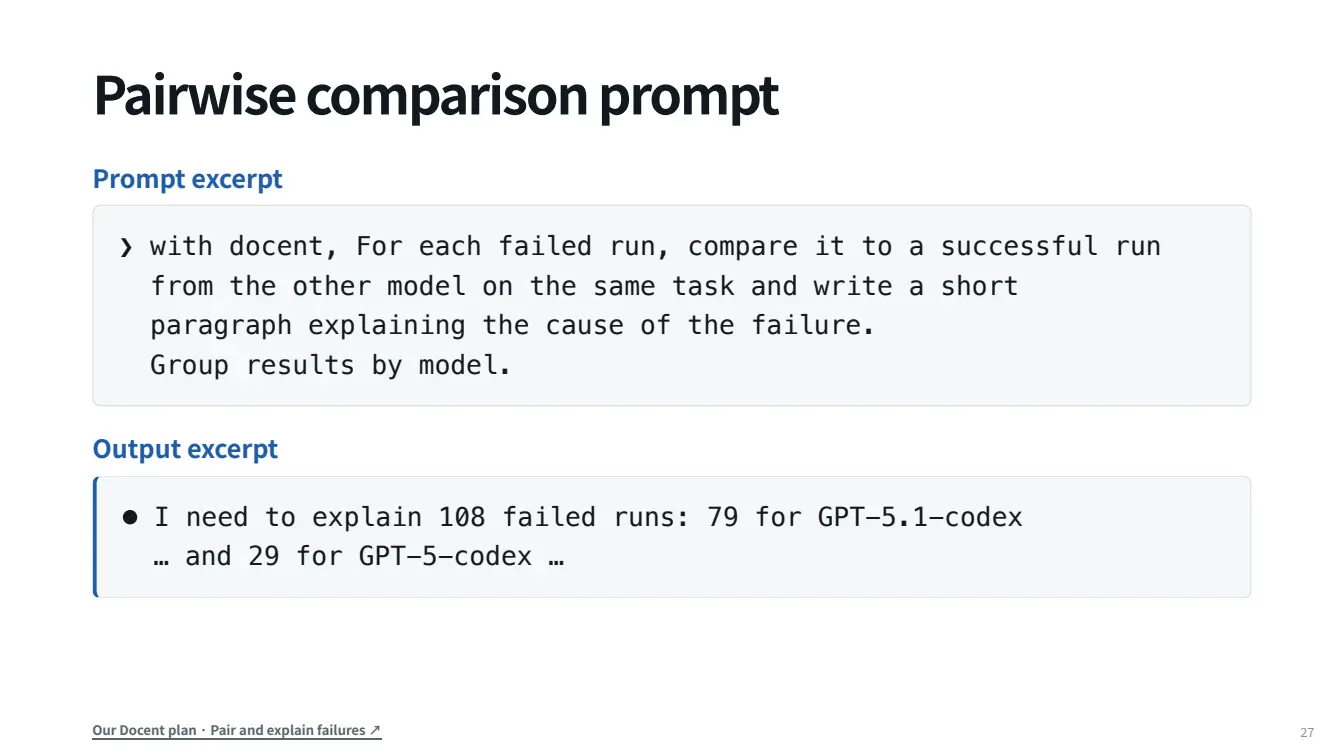 Pairwise comparison prompt
Prompt excerpt
❯ with docent, For each failed run, compare it to a successful run
from the other model on the same task and write a short
paragraph explaining the cause of the failure.
Group results by model.
Output excerpt
● I need to explain 108 failed runs: 79 for GPT–5.1–codex
… and 29 for GPT–5–codex …
Our Docent plan · Pair and explain failures ↗
27